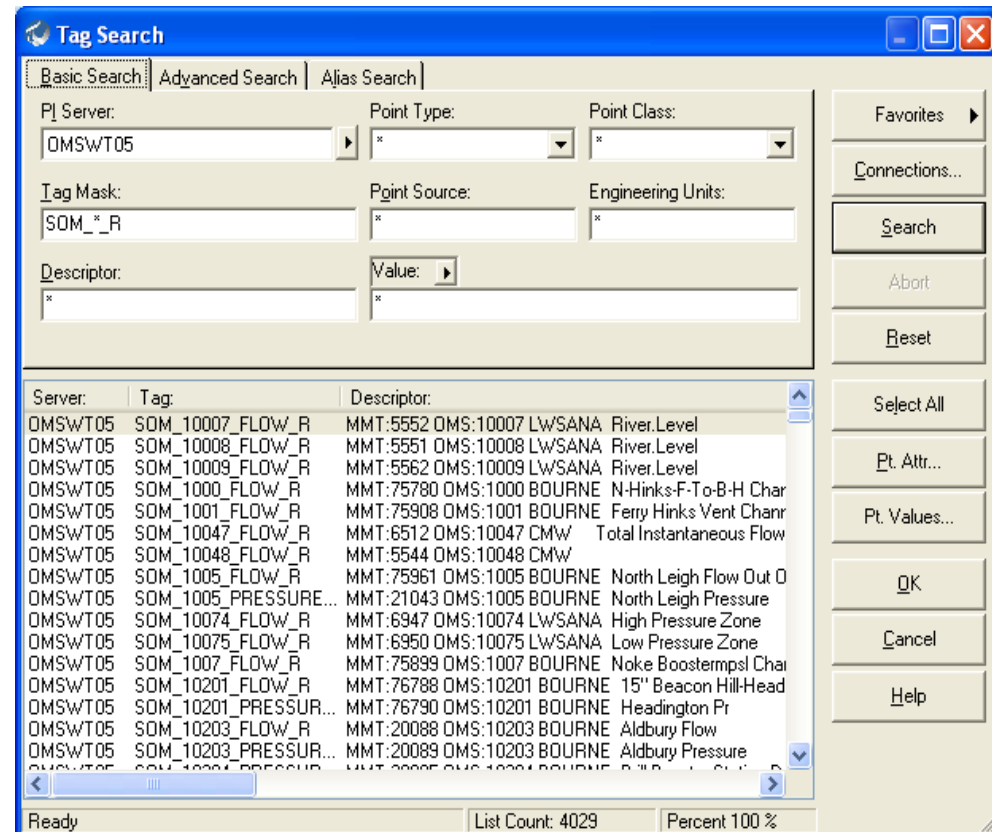 Tag Search
Basic Search Advanced Search Alias Search
PI Server: Point Type: Point Class:
OMSWT05 * *
Tag Mask: Point Source: Engineering Units:
SOM_*_R * *
Descriptor: Value:
* *
Favorites
Connections...
Search
Abort
Reset
Select All
Pt. Attr...
Pt. Values...
OK
Cancel
Help
Server: Tag: Descriptor:
OMSWT05 SOM_10007_FLOW_R MMT:5552 OMS:10007 LWSANA River.Level
OMSWT05 SOM_10008_FLOW_R MMT:5551 OMS:10008 LWSANA River.Level
OMSWT05 SOM_10009_FLOW_R MMT:5562 OMS:10009 LWSANA River.Level
OMSWT05 SOM_1000_FLOW_R MMT:75780 OMS:1000 BOURNE N-Hinks-F-To-B-H Char
OMSWT05 SOM_1001_FLOW_R MMT:75908 OMS:1001 BOURNE Ferry Hinks Vent Chanr
OMSWT05 SOM_10047_FLOW_R MMT:6512 OMS:10047 CMW Total Instantaneous Flow
OMSWT05 SOM_10048_FLOW_R MMT:5544 OMS:10048 CMW
OMSWT05 SOM_1005_FLOW_R MMT:75961 OMS:1005 BOURNE North Leigh Flow Out O
OMSWT05 SOM_1005_PRESSURE... MMT:21043 OMS:1005 BOURNE North Leigh Pressure
OMSWT05 SOM_10074_FLOW_R MMT:6947 OMS:10074 LWSANA High Pressure Zone
OMSWT05 SOM_10075_FLOW_R MMT:6950 OMS:10075 LWSANA Low Pressure Zone
OMSWT05 SOM_1007_FLOW_R MMT:75899 OMS:1007 BOURNE Noke Boostermpsl Char
OMSWT05 SOM_10201_FLOW_R MMT:76788 OMS:10201 BOURNE 15" Beacon Hill-Head
OMSWT05 SOM_10201_PRESSUR... MMT:76790 OMS:10201 BOURNE Headington Pr
OMSWT05 SOM_10203_FLOW_R MMT:20088 OMS:10203 BOURNE Aldbury Flow
OMSWT05 SOM_10203_PRESSUR... MMT:20089 OMS:10203 BOURNE Aldbury Pressure
Ready List Count: 4029 Percent 100 %